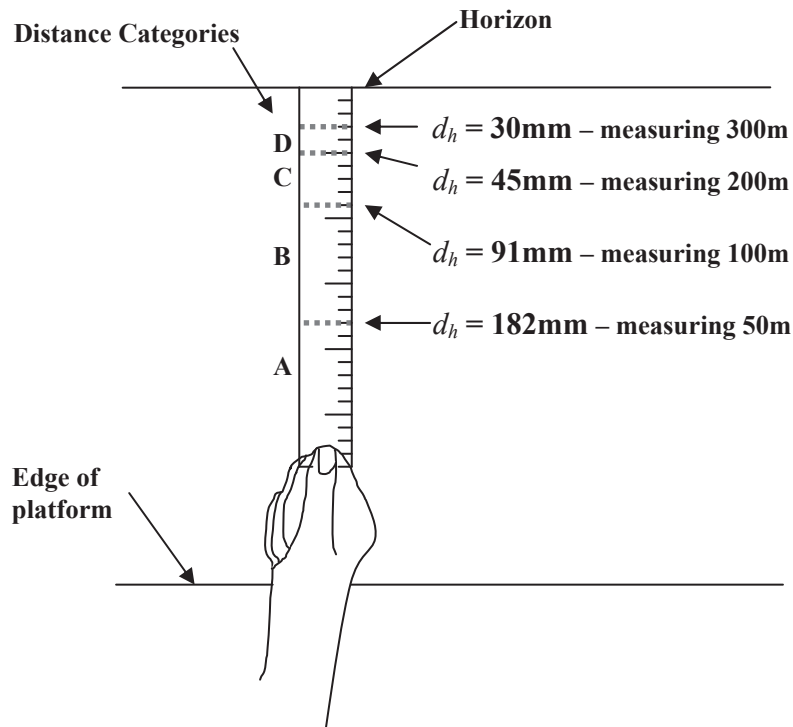 Distance Categories
Horizon
D
C
B
A
d_h = 30mm – measuring 300m
d_h = 45mm – measuring 200m
d_h = 91mm – measuring 100m
d_h = 182mm – measuring 50m
Edge of
platform